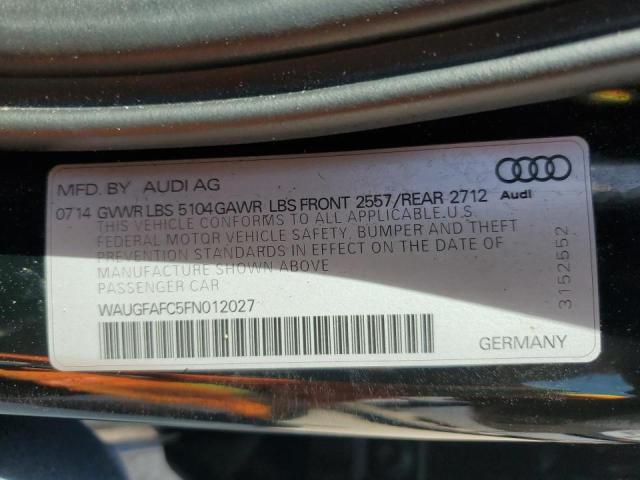 MFD. BY AUDI AG
Audi
0714 GVWR LBS 5104 GAWR LBS FRONT 2557/REAR 2712
THIS VEHICLE CONFORMS TO ALL APPLICABLE.U.S
FEDERAL MOTOR VEHICLE SAFETY, BUMPER AND THEFT
PREVENTION STANDARDS IN EFFECT ON THE DATE OF
MANUFACTURE SHOWN ABOVE
PASSENGER CAR
WAUGFAFC5FN012027
GERMANY
3152552